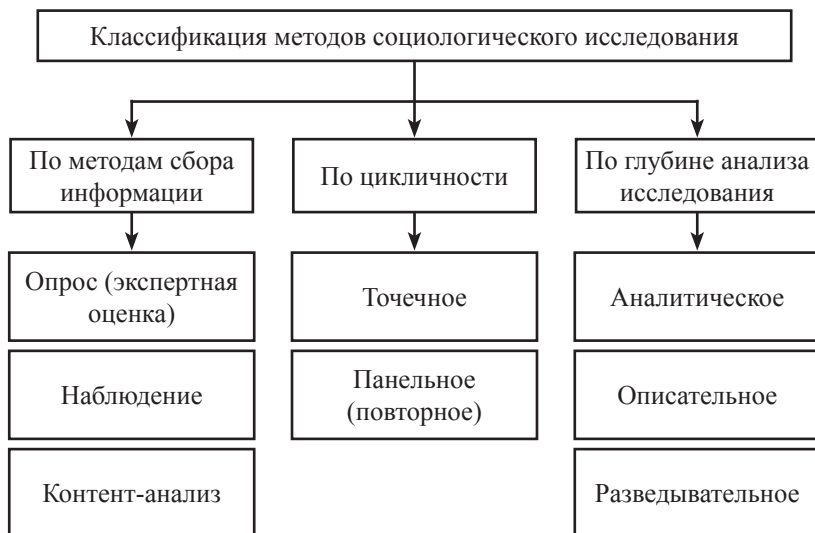 Классификация методов социологического исследования
По методам сбора
информации
По цикличности
По глубине анализа
исследования
Опрос (экспертная
оценка)
Точечное
Аналитическое
Наблюдение
Панельное
(повторное)
Описательное
Контент-анализ
Разведывательное